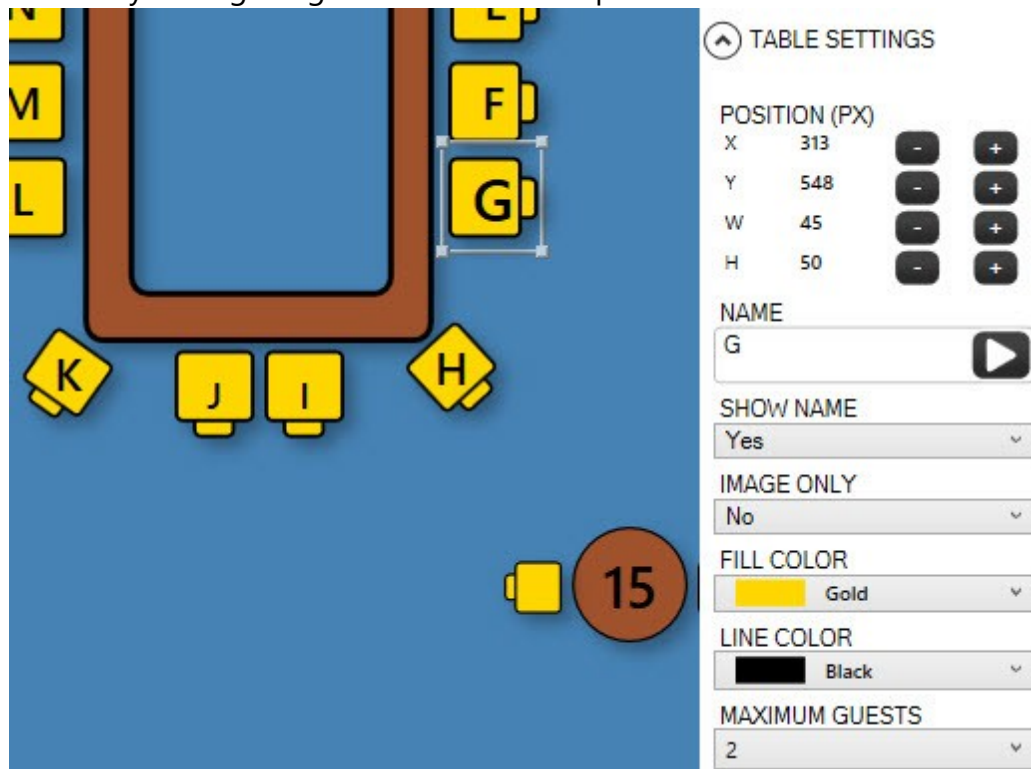 TABLE SETTINGS
POSITION (PX)
X 313 - +
Y 548 - +
W 45 - +
H 50 - +
NAME
G
SHOW NAME
Yes
IMAGE ONLY
No
FILL COLOR
Gold
LINE COLOR
Black
MAXIMUM GUESTS
2
M
F
L
G
K
J
I
H
15